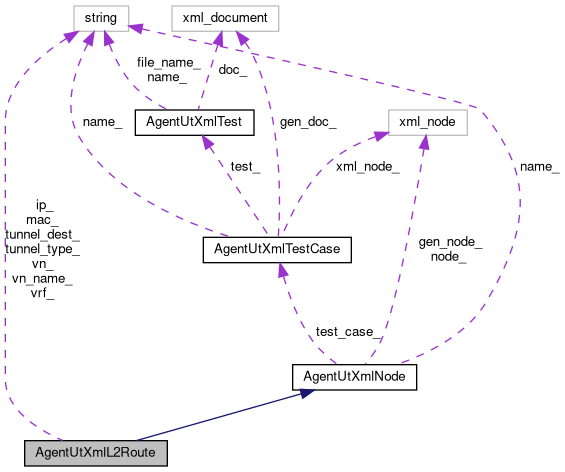 string
xml_document
file_name_
name_
doc_
AgentUtXmlTest
xml_node
name_
gen_doc_
test_
xml_node_
name_
ip_
mac_
tunnel_dest_
tunnel_type_
vn_
vn_name_
vrf_
AgentUtXmlTestCase
gen_node_
node_
test_case_
AgentUtXmlNode
AgentUtXmlL2Route